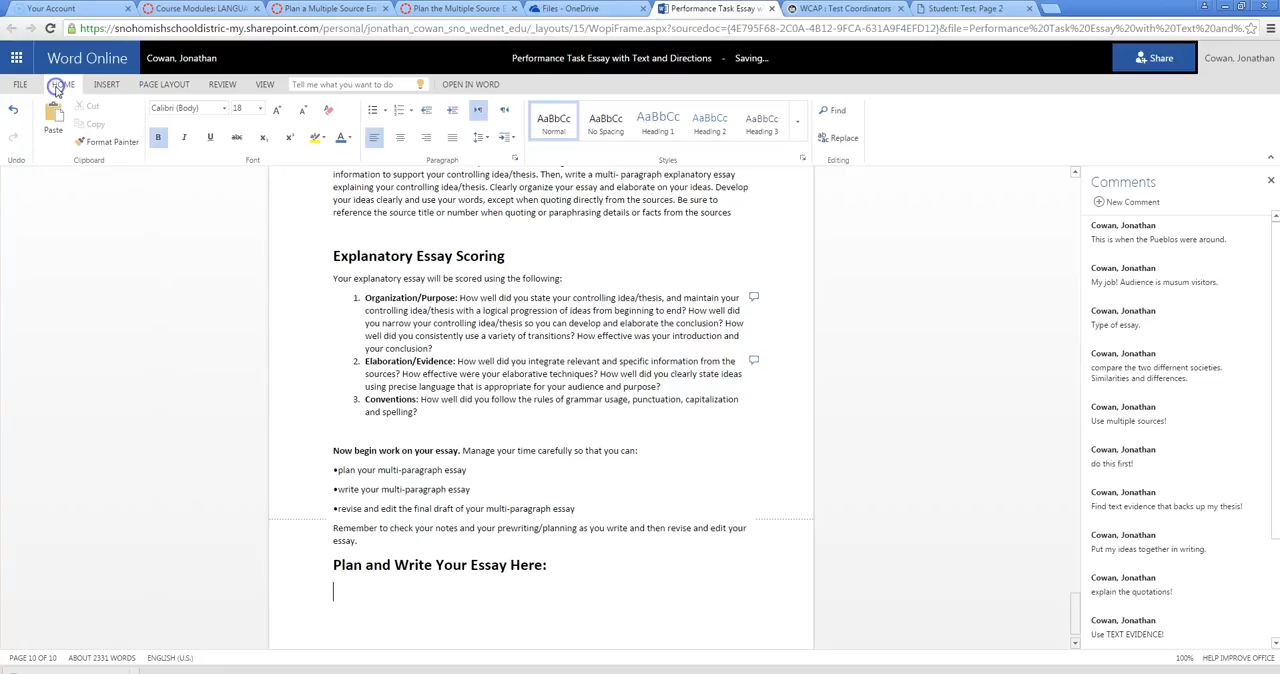 Your Account
Course Modules: LANGUA
Plan a Multiple Source Es
Plan the Multiple Source E
Files - OneDrive
Performance Task Essay w
WCAP : Test Coordinators
Student: Test, Page 2
https://snohomishschooldistric-my.sharepoint.com/personal/jonathan_cowan_sno_wednet_edu/_layouts/15/WopiFrame.aspx?sourcedoc={4E795F68-2C0A-4B12-9FCA-631A9F4EFD12}&file=Performance%20Task%20Essay%20with%20Text%20and%
Word Online
Cowan, Jonathan
Performance Task Essay with Text and Directions - Saving...
Share
Cowan, Jonathan
FILE HOME INSERT PAGE LAYOUT REVIEW VIEW Tell me what you want to do OPEN IN WORD
Paste
Cut
Copy
Format Painter
Calibri (Body) 18
B I U abc x₂ x² A
AaBbCc AaBbCc AaBbCc AaBbCc AaBbCc
Normal No Spacing Heading 1 Heading 2 Heading 3
Find
Replace
Undo Clipboard Font Paragraph Styles Editing
information to support your controlling idea/thesis. Then, write a multi- paragraph explanatory essay
explaining your controlling idea/thesis. Clearly organize your essay and elaborate on your ideas. Develop
your ideas clearly and use your words, except when quoting directly from the sources. Be sure to
reference the source title or number when quoting or paraphrasing details or facts from the sources
Explanatory Essay Scoring
Your explanatory essay will be scored using the following:
1. Organization/Purpose: How well did you state your controlling idea/thesis, and maintain your
controlling idea/thesis with a logical progression of ideas from beginning to end? How well did
you narrow your controlling idea/thesis so you can develop and elaborate the conclusion? How
well did you consistently use a variety of transitions? How effective was your introduction and
your conclusion?
2. Elaboration/Evidence: How well did you integrate relevant and specific information from the
sources? How effective were your elaborative techniques? How well did you clearly state ideas
using precise language that is appropriate for your audience and purpose?
3. Conventions: How well did you follow the rules of grammar usage, punctuation, capitalization
and spelling?
Now begin work on your essay. Manage your time carefully so that you can:
•plan your multi-paragraph essay
•write your multi-paragraph essay
•revise and edit the final draft of your multi-paragraph essay
Remember to check your notes and your prewriting/planning as you write and then revise and edit your
essay.
Plan and Write Your Essay Here:
Comments
New Comment
Cowan, Jonathan
This is when the Pueblos were around.
Cowan, Jonathan
My job! Audience is musum visitors.
Cowan, Jonathan
Type of essay.
Cowan, Jonathan
compare the two differnent societies.
Similarities and differences.
Cowan, Jonathan
Use multiple sources!
Cowan, Jonathan
do this first!
Cowan, Jonathan
Find text evidence that backs up my thesis!
Cowan, Jonathan
Put my ideas together in writing.
Cowan, Jonathan
explain the quotations!
Cowan, Jonathan
Use TEXT EVIDENCE!
PAGE 10 OF 10 ABOUT 2331 WORDS ENGLISH (U.S.) 100% HELP IMPROVE OFFICE